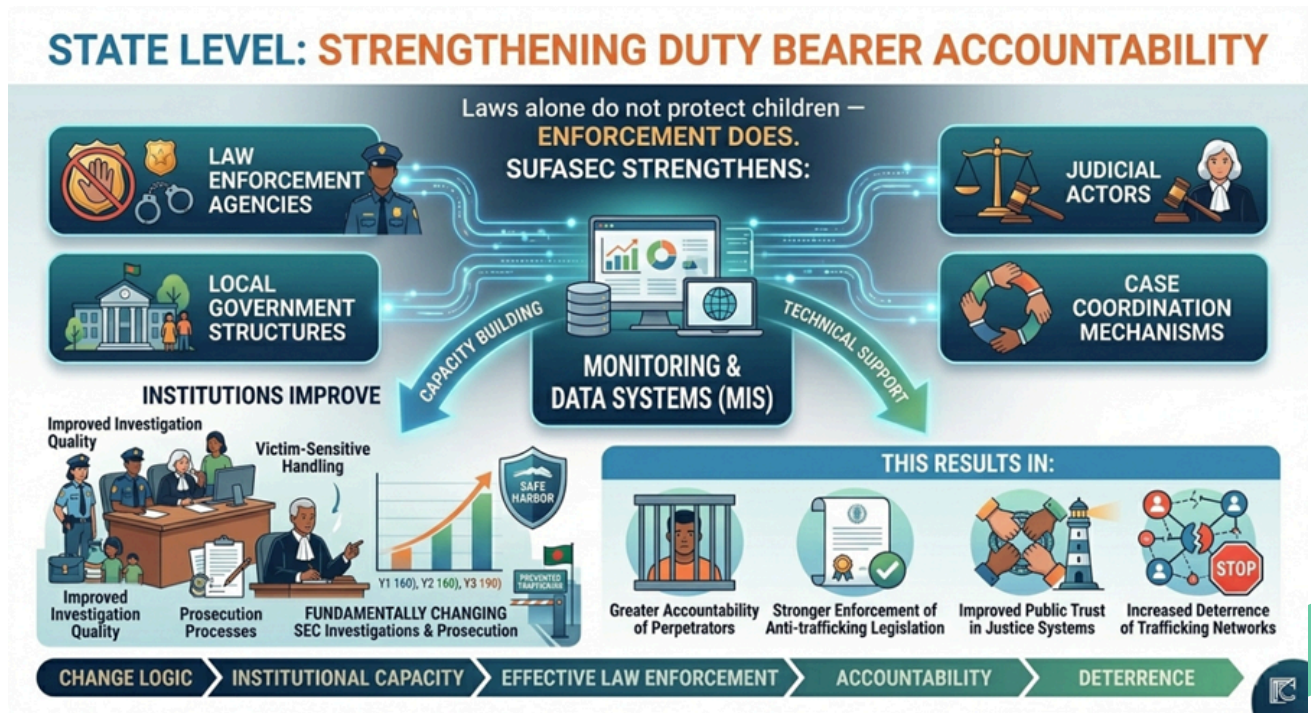 STATE LEVEL: STRENGTHENING DUTY BEARER ACCOUNTABILITY
Laws alone do not protect children –
ENFORCEMENT DOES.
SUFASEC STRENGTHENS:
LAW
ENFORCEMENT
AGENCIES
LOCAL
GOVERNMENT
STRUCTURES
JUDICIAL
ACTORS
CASE
COORDINATION
MECHANISMS
CAPACITY BUILDING
TECHNICAL SUPPORT
MONITORING &
DATA SYSTEMS (MIS)
INSTITUTIONS IMPROVE
Improved Investigation
Quality
Victim-Sensitive
Handling
SAFE
HARBOR
Y1 160), Y2 160), Y3 190)
PREVENTED
TRAFFICKING
Improved
Investigation
Quality
Prosecution
Processes
FUNDAMENTALLY CHANGING
SEC Investigations & Prosecution
THIS RESULTS IN:
STOP
Greater Accountability
of Perpetrators
Stronger Enforcement of
Anti-trafficking Legislation
Improved Public Trust
in Justice Systems
Increased Deterrence
of Trafficking Networks
CHANGE LOGIC
INSTITUTIONAL CAPACITY
EFFECTIVE LAW ENFORCEMENT
ACCOUNTABILITY
DETERRENCE